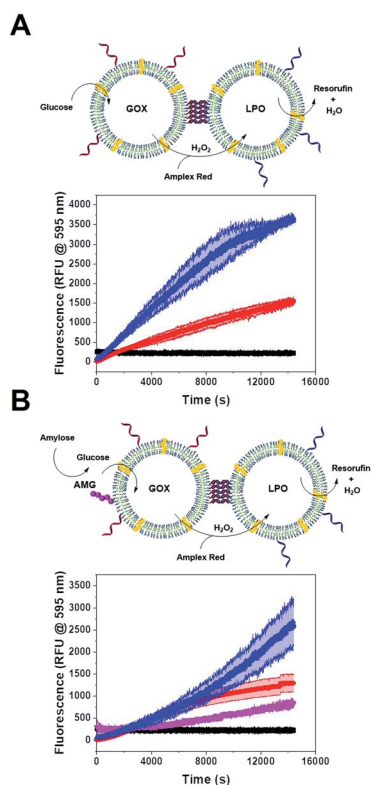 A
Glucose
GOX
LPO
Resorufin
+
H₂O
H₂O₂
Amplex Red
Fluorescence (RFU @ 595 nm)
4000
3500
3000
2500
2000
1500
1000
500
0
0 4000 8000 12000 16000
Time (s)
B
Amylose
Glucose
AMG
GOX
LPO
Resorufin
+
H₂O
H₂O₂
Amplex Red
Fluorescence (RFU @ 595 nm)
3500
3000
2500
2000
1500
1000
500
0
0 4000 8000 12000 16000
Time (s)